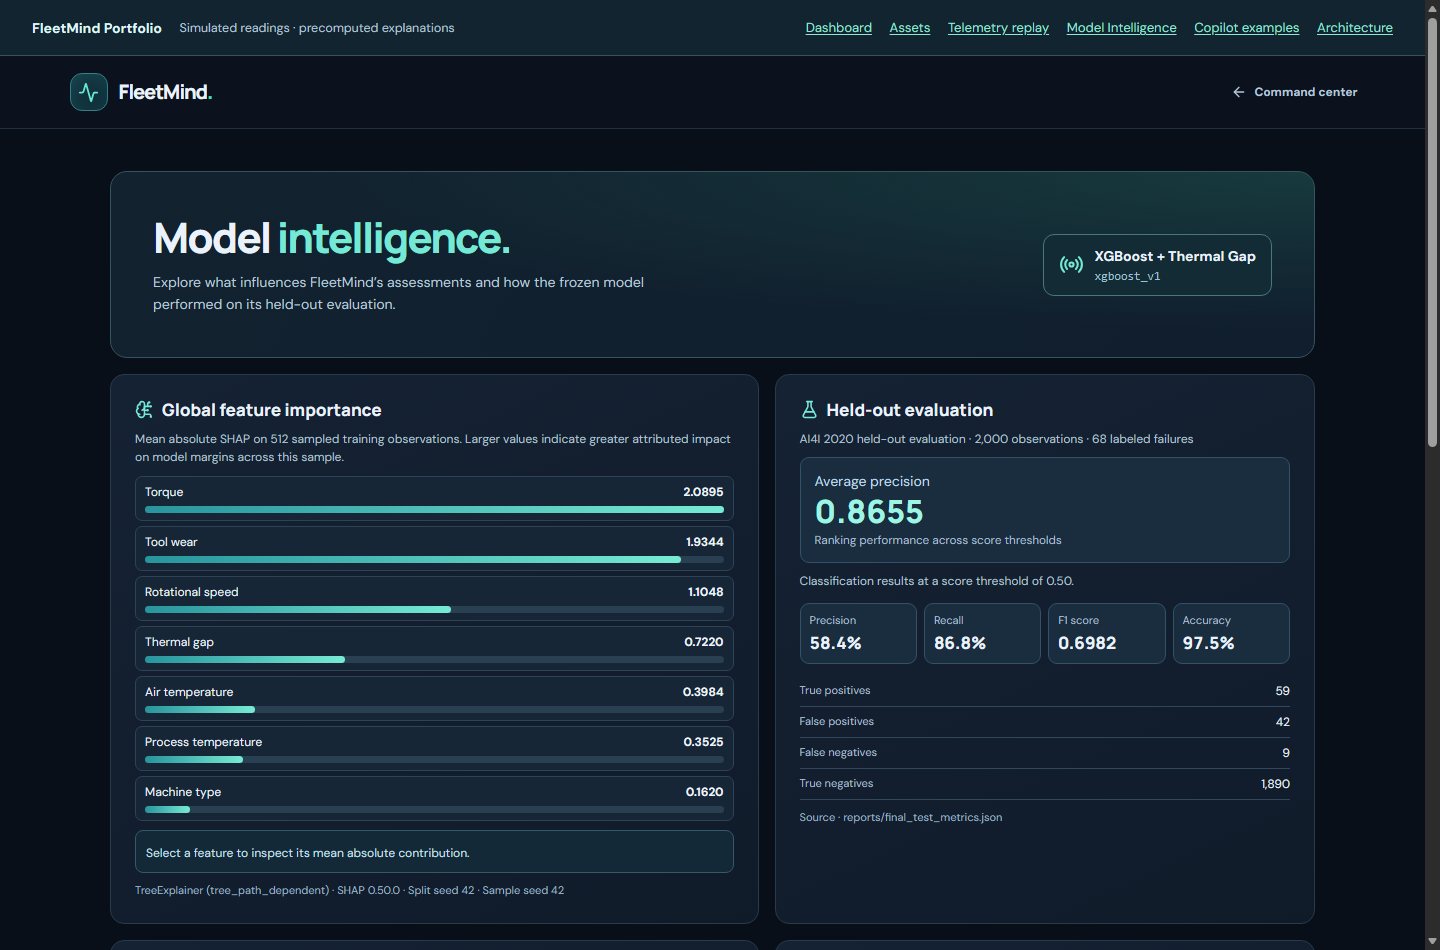 FleetMind Portfolio
Simulated readings · precomputed explanations
Dashboard
Assets
Telemetry replay
Model Intelligence
Copilot examples
Architecture
FleetMind.
Command center
Model intelligence.
Explore what influences FleetMind’s assessments and how the frozen model
performed on its held-out evaluation.
XGBoost + Thermal Gap
xgboost_v1
Global feature importance
Mean absolute SHAP on 512 sampled training observations. Larger values indicate greater attributed impact
on model margins across this sample.
Torque 2.0895
Tool wear 1.9344
Rotational speed 1.1048
Thermal gap 0.7220
Air temperature 0.3984
Process temperature 0.3525
Machine type 0.1620
Select a feature to inspect its mean absolute contribution.
TreeExplainer (tree_path_dependent) · SHAP 0.50.0 · Split seed 42 · Sample seed 42
Held-out evaluation
AI4I 2020 held-out evaluation · 2,000 observations · 68 labeled failures
Average precision
0.8655
Ranking performance across score thresholds
Classification results at a score threshold of 0.50.
Precision
58.4%
Recall
86.8%
F1 score
0.6982
Accuracy
97.5%
True positives 59
False positives 42
False negatives 9
True negatives 1,890
Source · reports/final_test_metrics.json